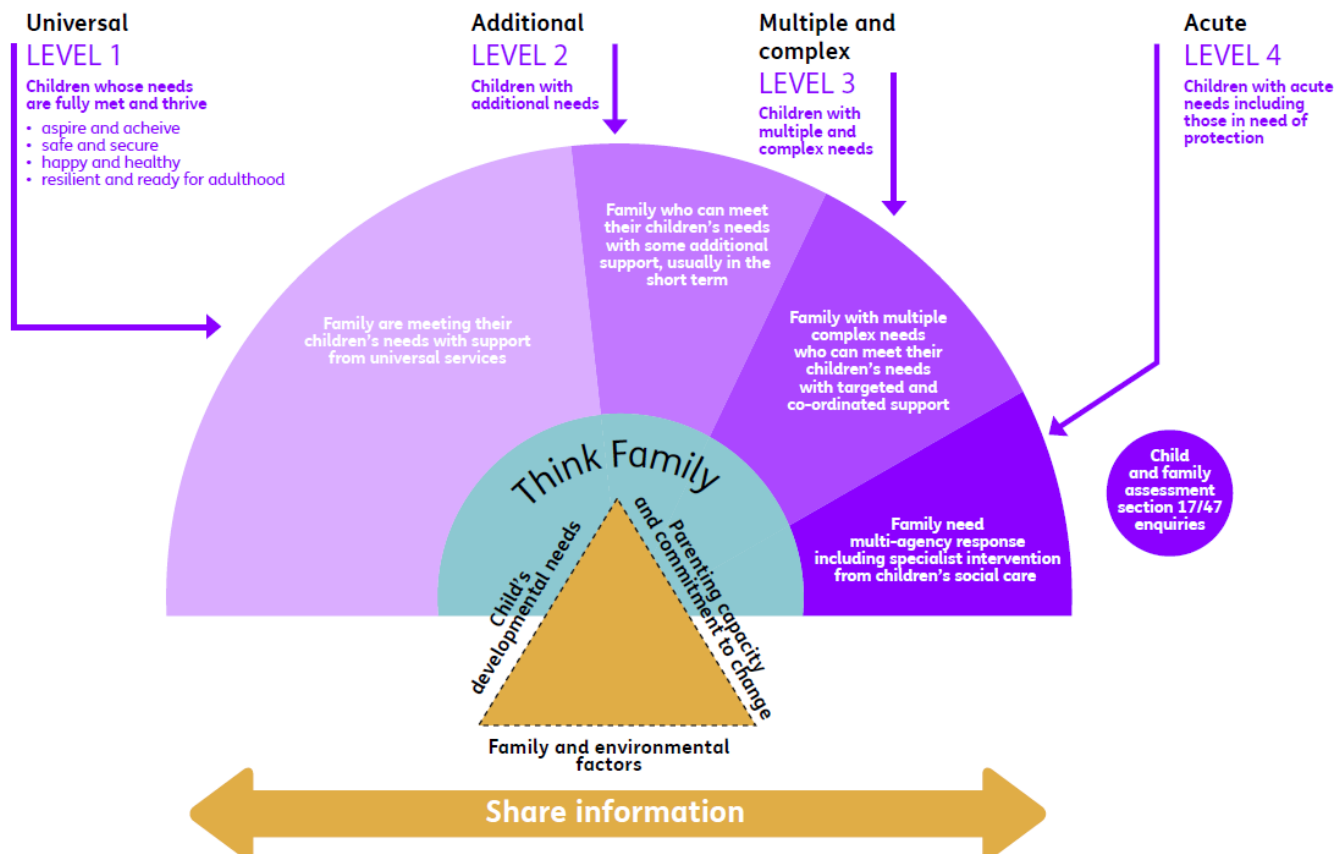 Universal
LEVEL 1
Children whose needs
are fully met and thrive
• aspire and acheive
• safe and secure
• happy and healthy
• resilient and ready for adulthood
Additional
LEVEL 2
Children with
additional needs
Multiple and
complex
LEVEL 3
Children with
multiple and
complex needs
Acute
LEVEL 4
Children with acute
needs including
those in need of
protection
Family are meeting their
children's needs with support
from universal services
Family who can meet
their children's needs
with some additional
support, usually in the
short term
Family with multiple
complex needs
who can meet their
children's needs
with targeted and
co-ordinated support
Family need
multi-agency response
including specialist intervention
from children's social care
Child
and family
assessment
section 17/47
enquiries
Think Family
Child's
developmental needs
Parenting capacity
and commitment to change
Family and environmental
factors
Share information